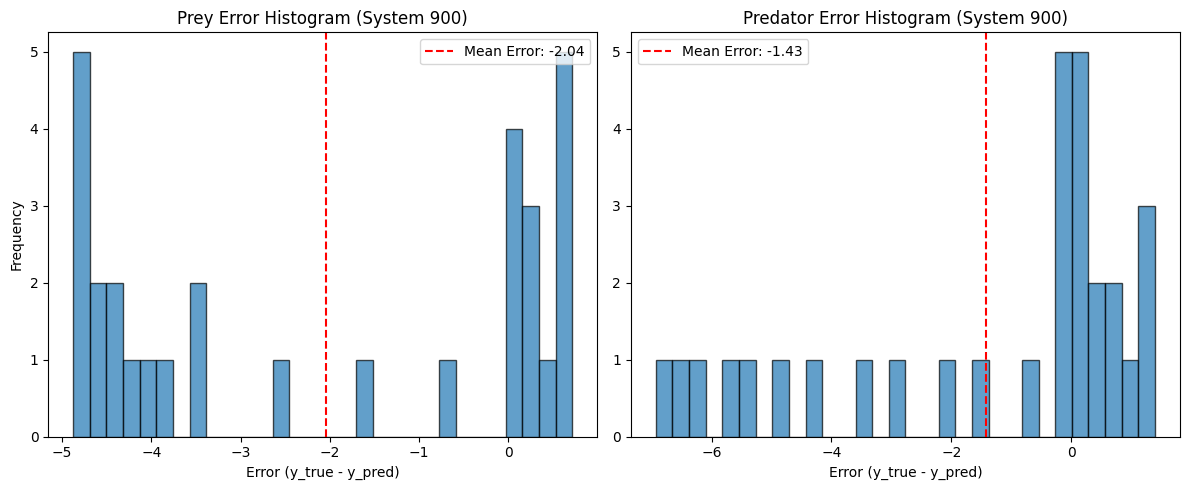 Prey Error Histogram (System 900)
Mean Error: -2.04
5
4
3
2
1
0
Frequency
−5 −4 −3 −2 −1 0
Error (y_true - y_pred)
Predator Error Histogram (System 900)
Mean Error: -1.43
5
4
3
2
1
0
−6 −4 −2 0
Error (y_true - y_pred)